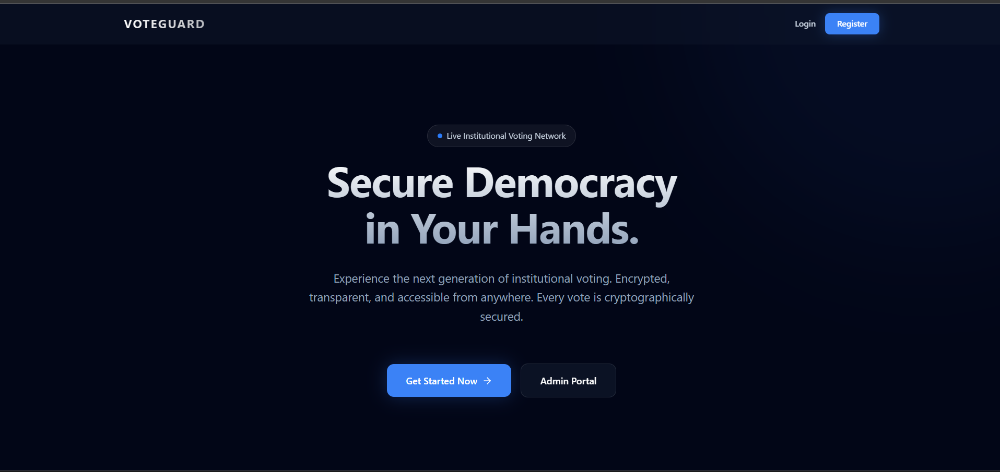 VOTEGUARD
Login
Register
Live Institutional Voting Network
Secure Democracy
in Your Hands.
Experience the next generation of institutional voting. Encrypted,
transparent, and accessible from anywhere. Every vote is cryptographically
secured.
Get Started Now →
Admin Portal